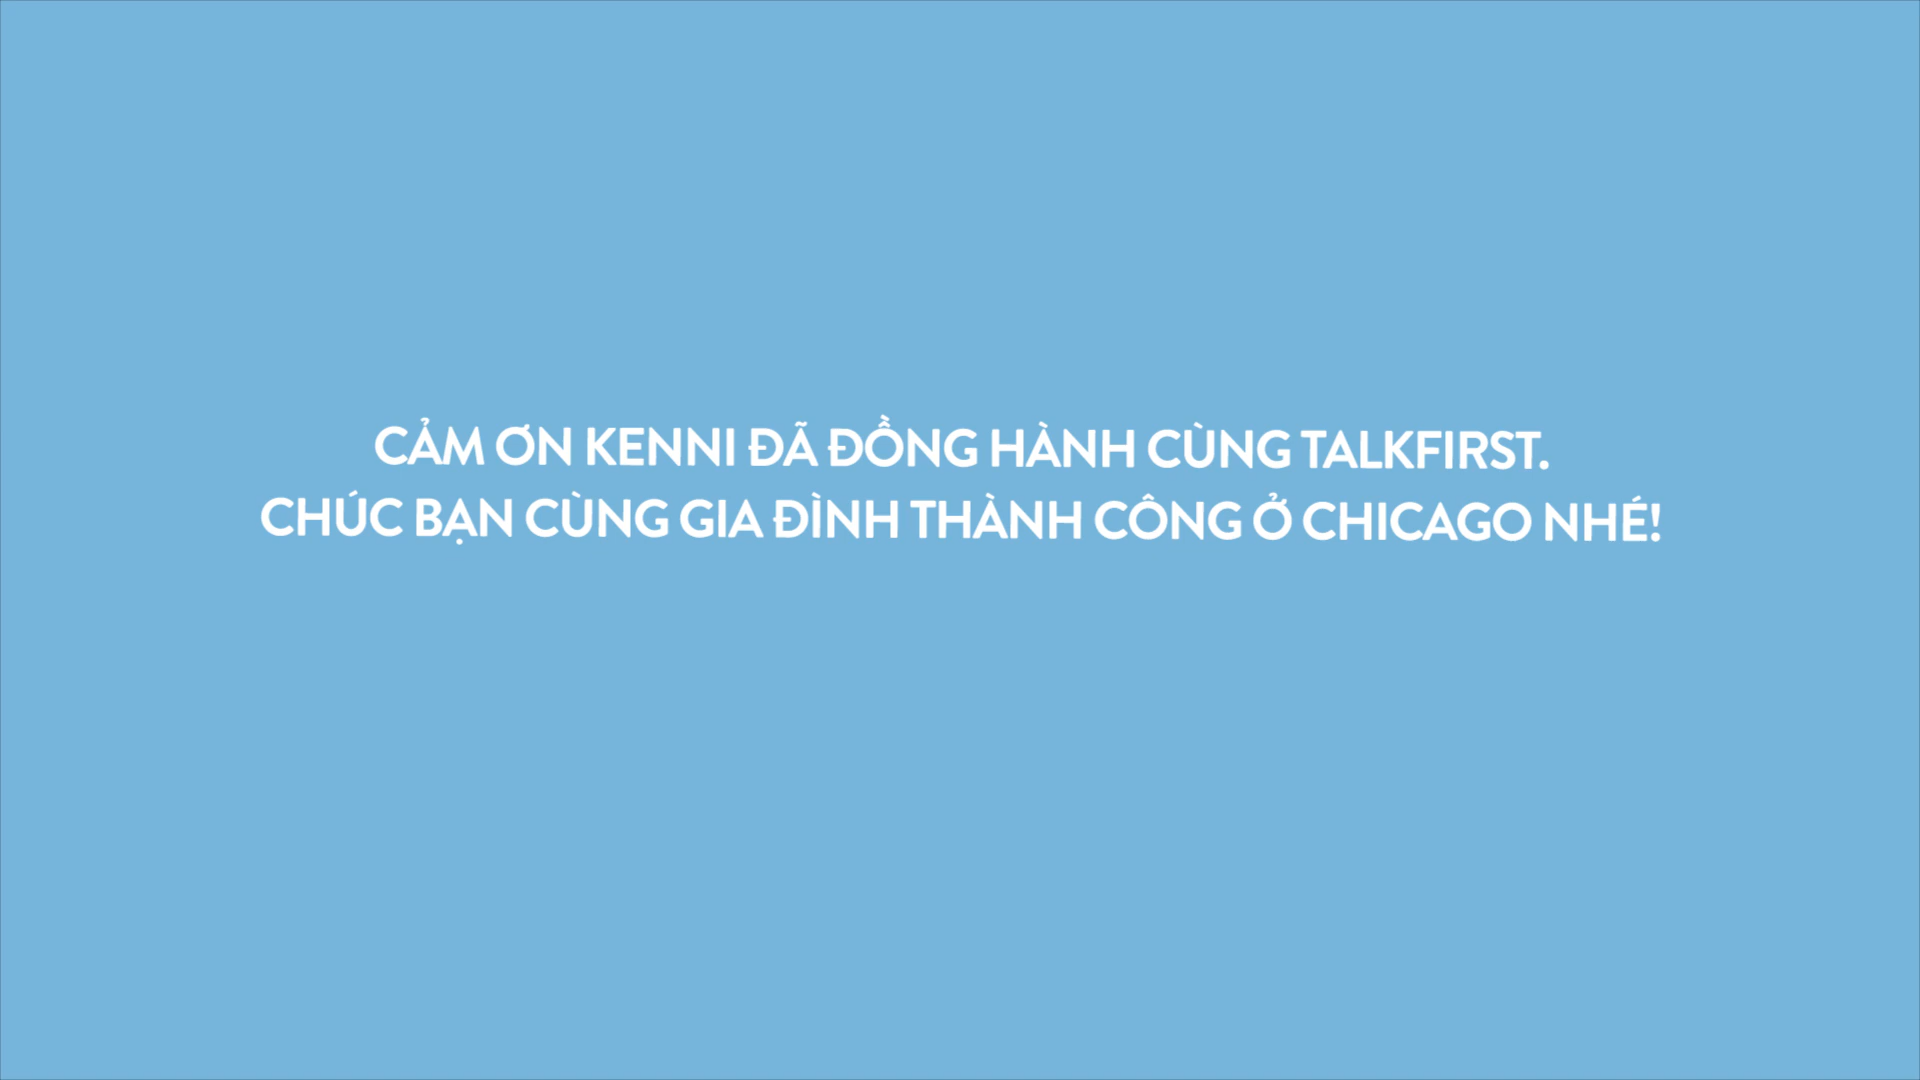 CẢM ƠN KENNI ĐÃ ĐỒNG HÀNH CÙNG TALKFIRST.
CHÚC BẠN CÙNG GIA ĐÌNH THÀNH CÔNG Ở CHICAGO NHÉ!